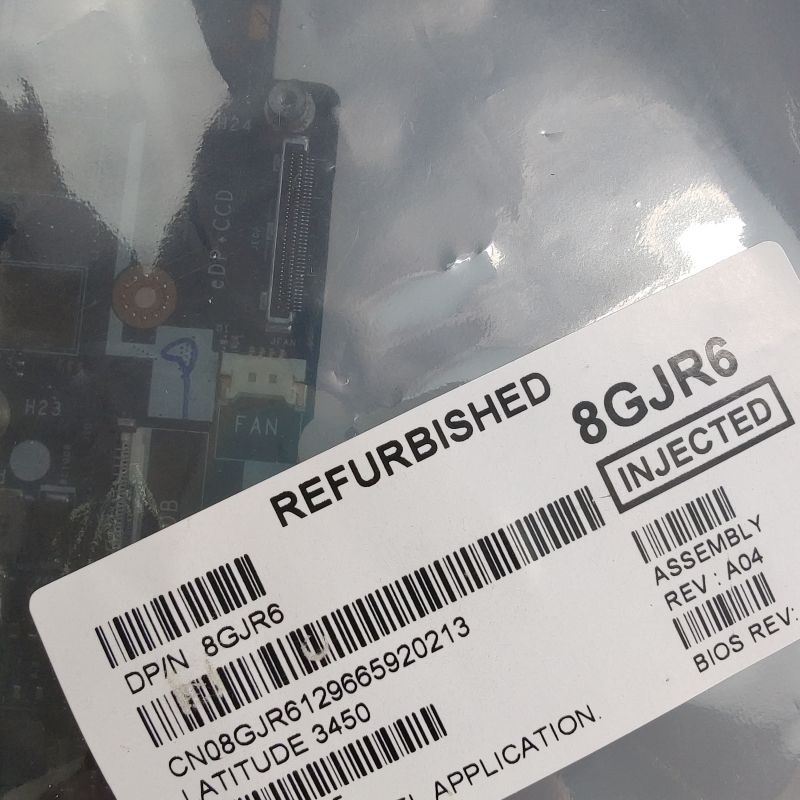 H24
eDP+CCD
JFAN
FAN
H23
REFURBISHED
8GJR6
INJECTED
DP/N 8GJR6
CN08GJR6129665920213
LATITUDE 3450
ASSEMBLY
REV : A04
BIOS REV:
APPLICATION.